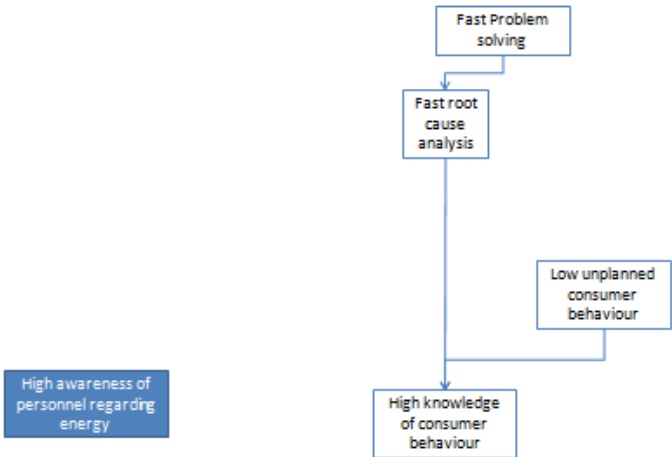 Fast Problem
solving
Fast root
cause
analysis
Low unplanned
consumer
behaviour
High awareness of
personnel regarding
energy
High knowledge
of consumer
behaviour